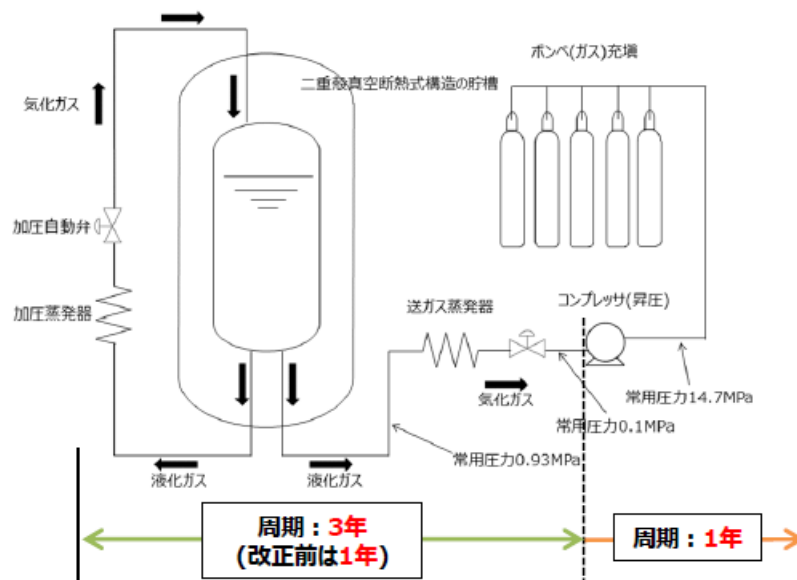 ボンベ(ガス)充塡
二重殻真空断熱式構造の貯槽
気化ガス
加圧自動弁
加圧蒸発器
送ガス蒸発器
コンプレッサ(昇圧)
気化ガス
常用圧力14.7MPa
常用圧力0.1MPa
常用圧力0.93MPa
液化ガス
液化ガス
周期：3年
(改正前は1年)
周期：1年